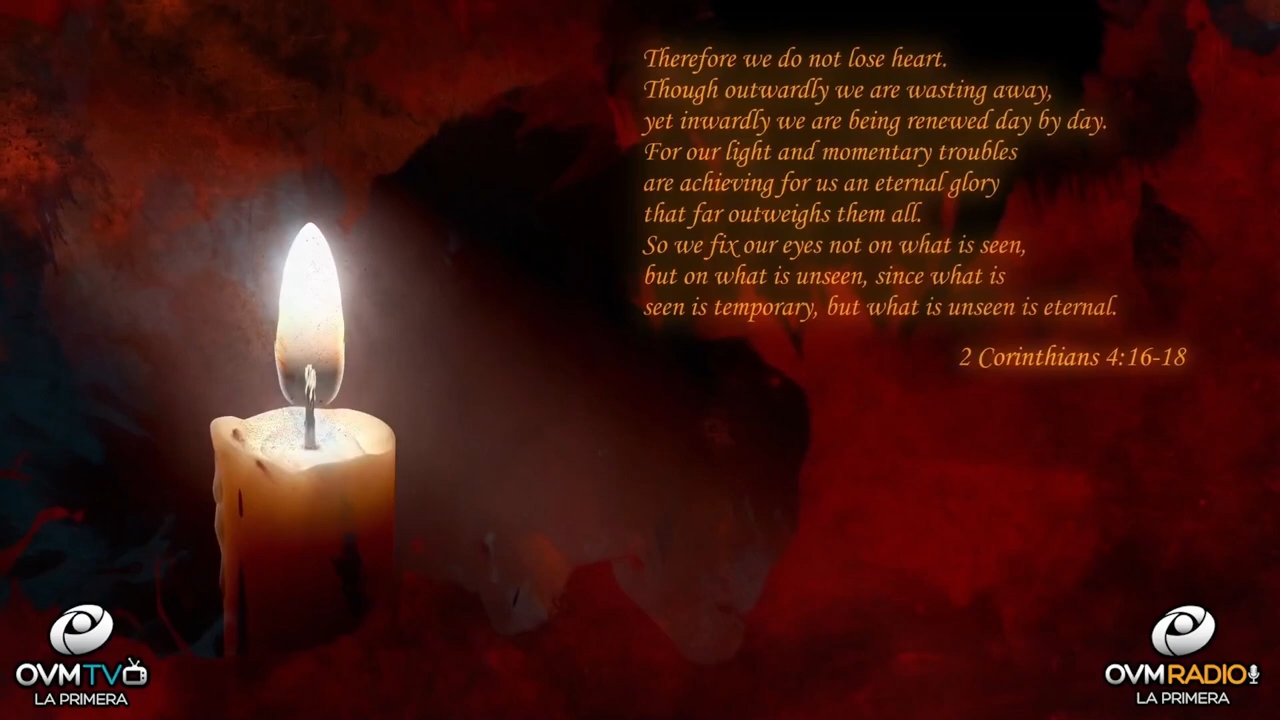 Therefore we do not lose heart.
Though outwardly we are wasting away,
yet inwardly we are being renewed day by day.
For our light and momentary troubles
are achieving for us an eternal glory
that far outweighs them all.
So we fix our eyes not on what is seen,
but on what is unseen, since what is
seen is temporary, but what is unseen is eternal.
2 Corinthians 4:16-18
OVMTV
LA PRIMERA
OVMRADIO
LA PRIMERA